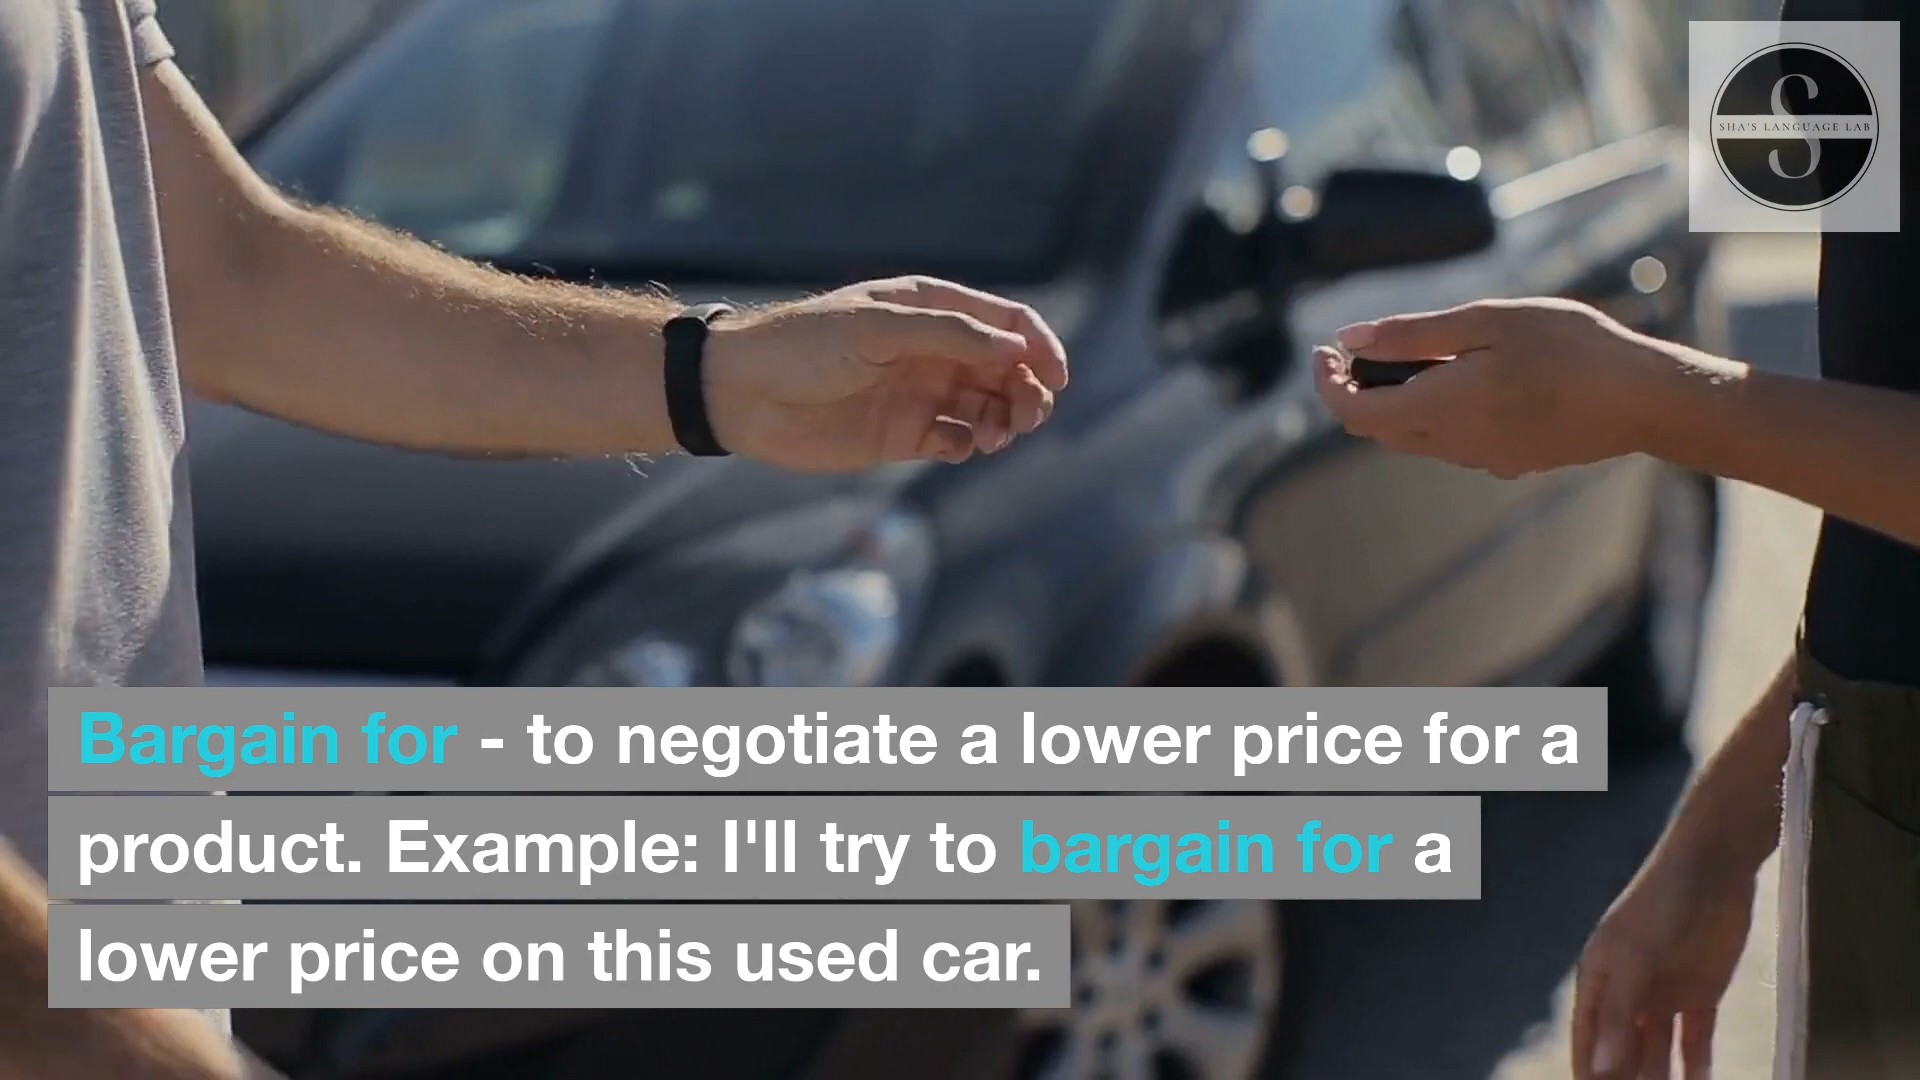 S
SHA'S LANGUAGE LAB
Bargain for - to negotiate a lower price for a
product. Example: I'll try to bargain for a
lower price on this used car.